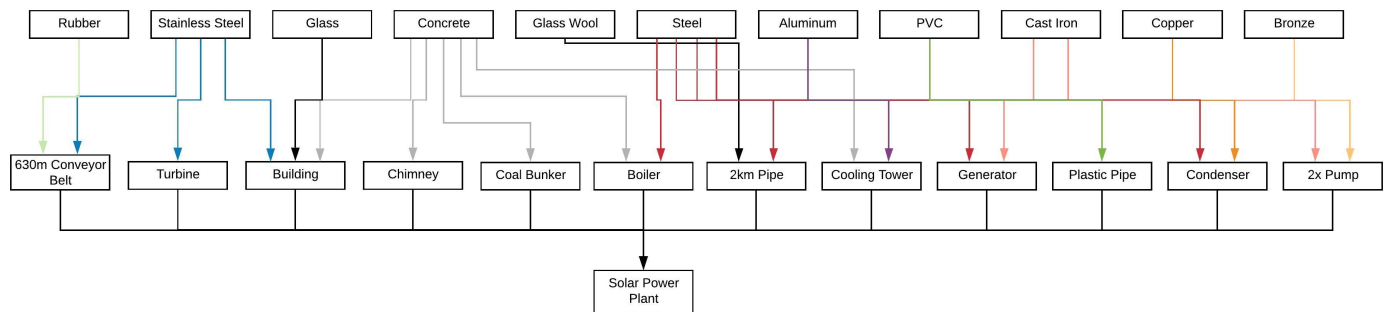 Rubber
Stainless Steel
Glass
Concrete
Glass Wool
Steel
Aluminum
PVC
Cast Iron
Copper
Bronze
630m Conveyor
Belt
Turbine
Building
Chimney
Coal Bunker
Boiler
2km Pipe
Cooling Tower
Generator
Plastic Pipe
Condenser
2x Pump
Solar Power
Plant